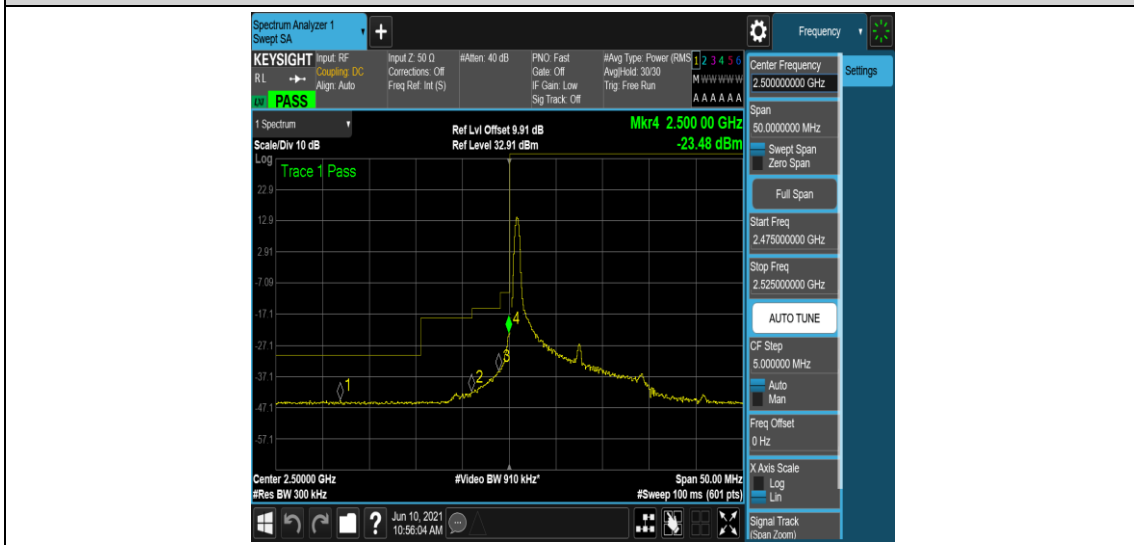 Spectrum Analyzer 1
Swept SA
+
Frequency
KEYSIGHT
RL
PASS
Input: RF
Coupling: DC
Align: Auto
Input Z: 50 Ω
Corrections: Off
Freq Ref: Int (S)
#Atten: 40 dB
PNO: Fast
Gate: Off
IF Gain: Low
Sig Track: Off
#Avg Type: Power (RMS
Avg|Hold: 30/30
Trig: Free Run
1 2 3 4 5 6
M W W W W W
A A A A A A
1 Spectrum
Scale/Div 10 dB
Ref Lvl Offset 9.91 dB
Ref Level 32.91 dBm
Mkr4 2.500 00 GHz
-23.48 dBm
Log
Trace 1 Pass
22.9
12.9
2.91
-7.09
-17.1
-27.1
-37.1
-47.1
-57.1
1
2
3
4
Center 2.50000 GHz
#Res BW 300 kHz
#Video BW 910 kHz*
Span 50.00 MHz
#Sweep 100 ms (601 pts)
Center Frequency
2.500000000 GHz
Settings
Span
50.0000000 MHz
Swept Span
Zero Span
Full Span
Start Freq
2.475000000 GHz
Stop Freq
2.525000000 GHz
AUTO TUNE
CF Step
5.000000 MHz
Auto
Man
Freq Offset
0 Hz
X Axis Scale
Log
Lin
Signal Track
(Span Zoom)
?
Jun 10, 2021
10:56:04 AM